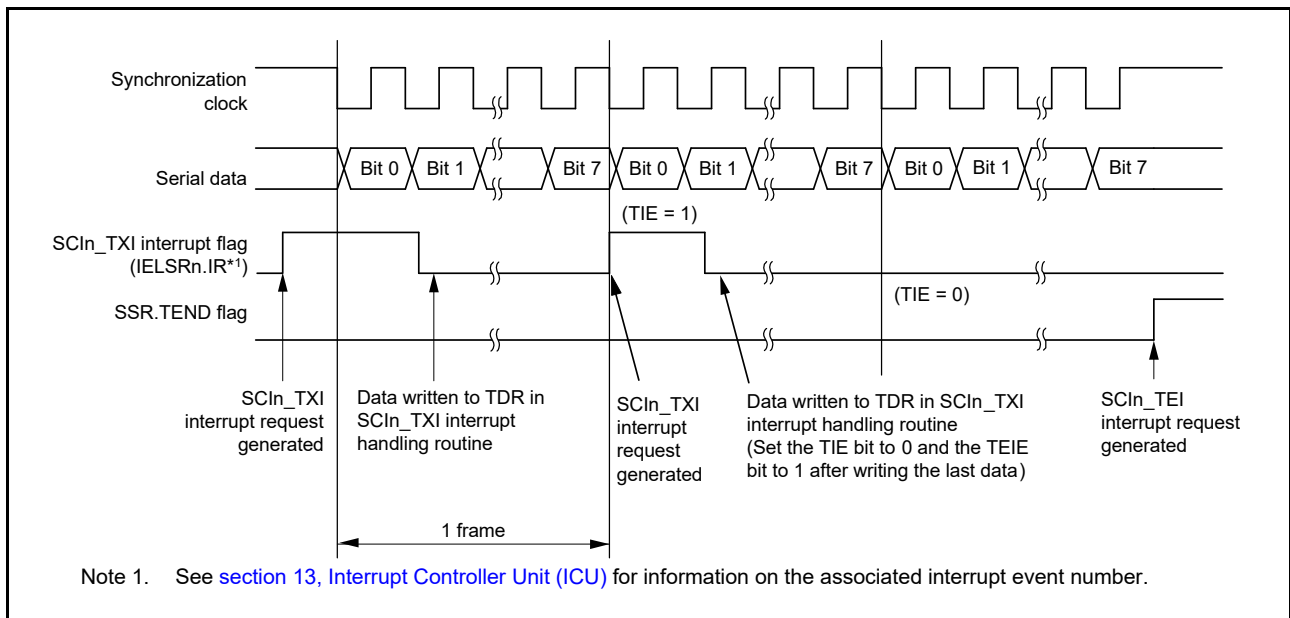 Synchronization
clock
Serial data
Bit 0 Bit 1 Bit 7 Bit 0 Bit 1 Bit 7 Bit 0 Bit 1 Bit 7
(TIE = 1)
SCIn_TXI interrupt flag
(IELSRn.IR*1)
(TIE = 0)
SSR.TEND flag
SCIn_TXI
interrupt request
generated
Data written to TDR in
SCIn_TXI interrupt
handling routine
SCIn_TXI
interrupt
request
generated
Data written to TDR in SCIn_TXI
interrupt handling routine
(Set the TIE bit to 0 and the TEIE
bit to 1 after writing the last data)
SCIn_TEI
interrupt request
generated
1 frame
Note 1. See section 13, Interrupt Controller Unit (ICU) for information on the associated interrupt event number.